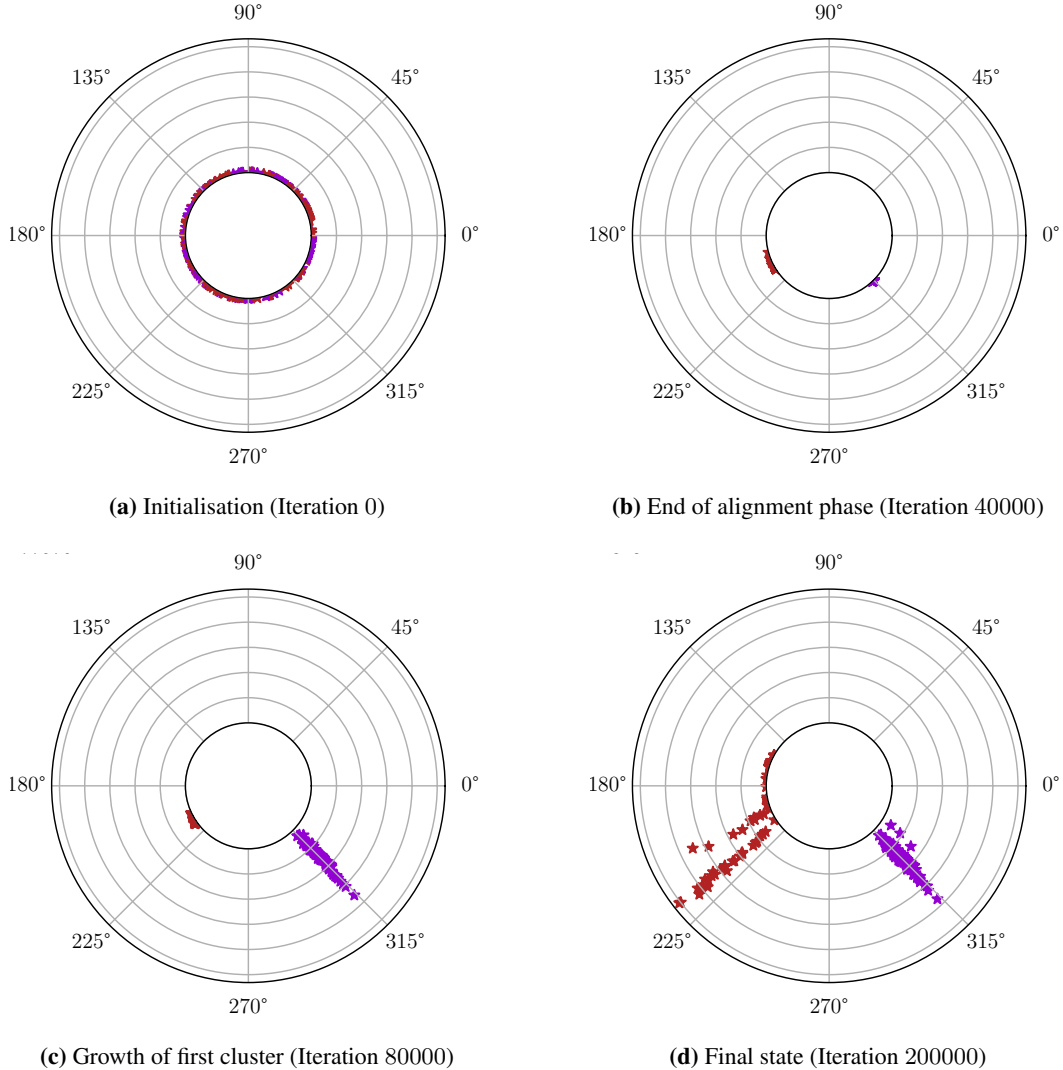 90° 90°
135° 45° 135° 45°
180° 0° 180° 0°
225° 315° 225° 315°
270° 270°
(a) Initialisation (Iteration 0) (b) End of alignment phase (Iteration 40000)
90° 90°
135° 45° 135° 45°
180° 0° 180° 0°
225° 315° 225° 315°
270° 270°
(c) Growth of first cluster (Iteration 80000) (d) Final state (Iteration 200000)